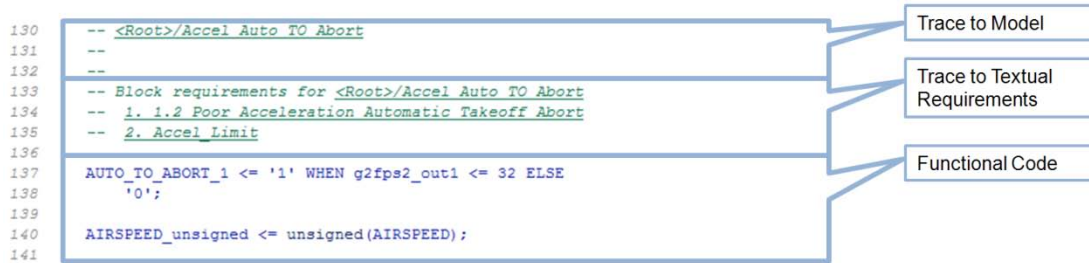 130 -- <Root>/Accel Auto TO Abort
131 --
132 --
133 -- Block requirements for <Root>/Accel Auto TO Abort
134 -- 1. 1.2 Poor Acceleration Automatic Takeoff Abort
135 -- 2. Accel_Limit
136
137 AUTO_TO_ABORT_1 <= '1' WHEN g2fps2_out1 <= 32 ELSE
138 '0';
139
140 AIRSPEED_unsigned <= unsigned(AIRSPEED);
141
Trace to Model
Trace to Textual
Requirements
Functional Code